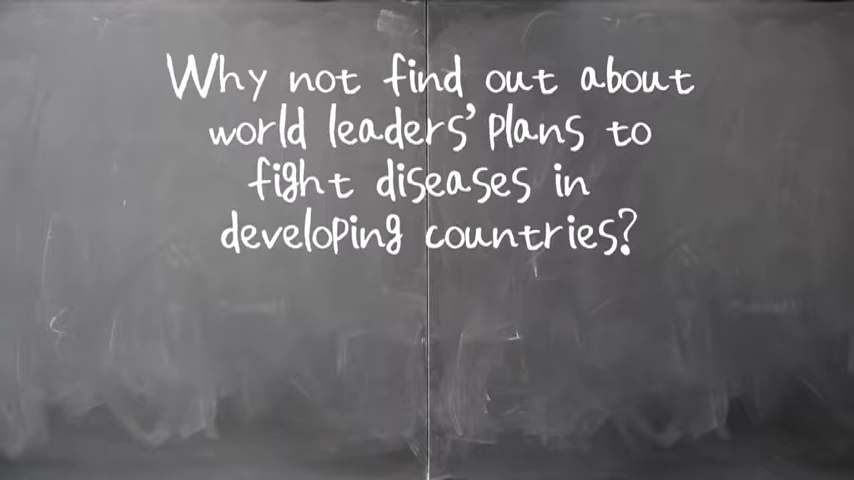 Why not find out about
world leaders' plans to
fight diseases in
developing countries?